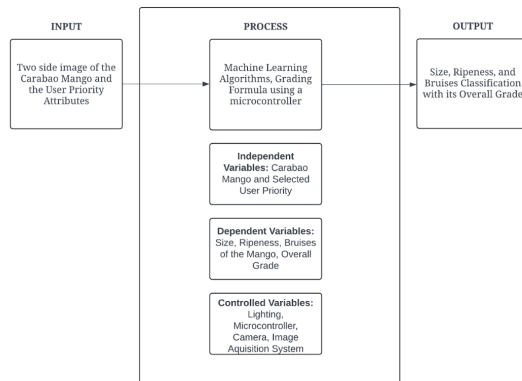 INPUT
PROCESS
OUTPUT
Two side image of the
Carabao Mango and
the User Priority
Attributes
Machine Learning
Algorithms, Grading
Formula using a
microcontroller
Size, Ripeness, and
Bruises Classification
with its Overall Grade
Independent
Variables: Carabao
Mango and Selected
User Priority
Dependent Variables:
Size, Ripeness, Bruises
of the Mango, Overall
Grade
Controlled Variables:
Lighting,
Microcontroller,
Camera, Image
Aquisition System